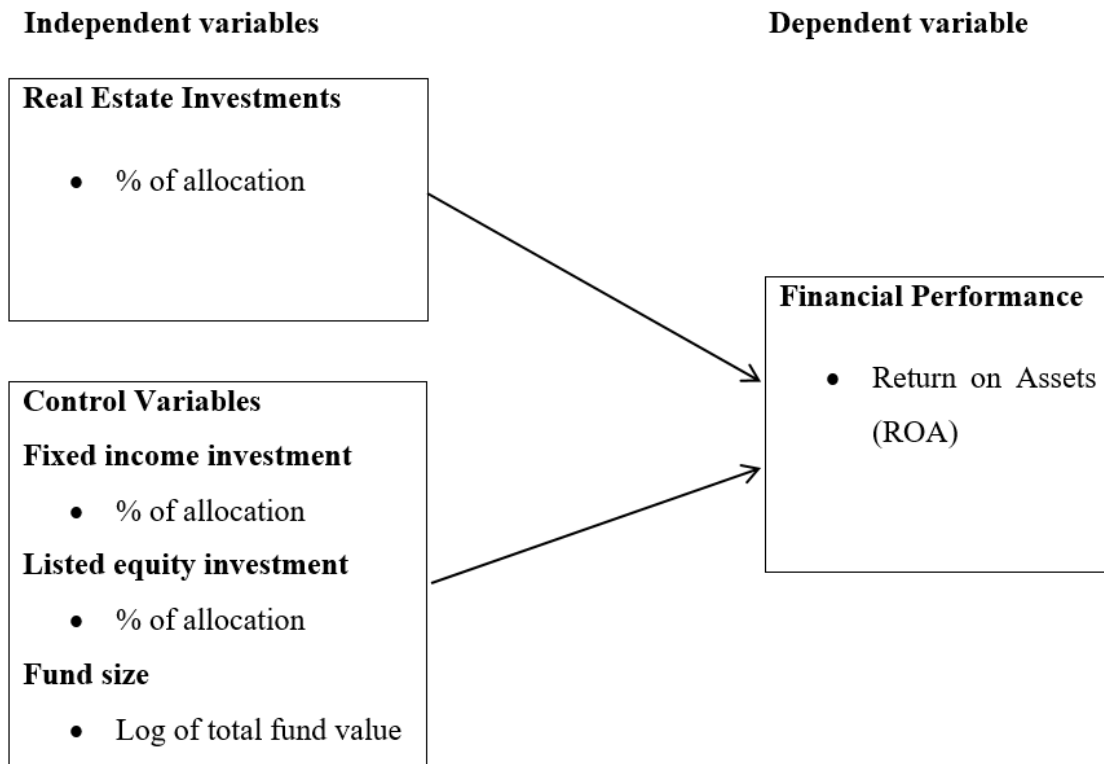 Independent variables
Dependent variable
Real Estate Investments
• % of allocation
Control Variables
Fixed income investment
• % of allocation
Listed equity investment
• % of allocation
Fund size
• Log of total fund value
Financial Performance
• Return on Assets
(ROA)